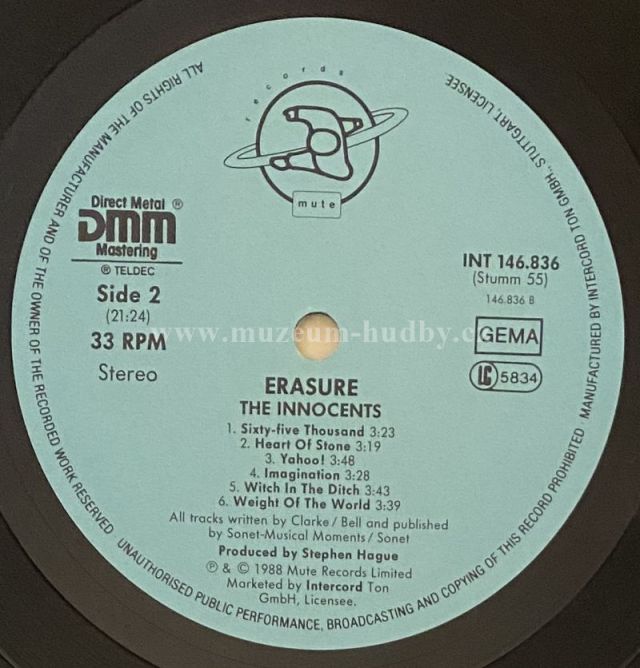 records
mute
Direct Metal ®
DMM
Mastering
® TELDEC
Side 2
(21:24)
33 RPM
Stereo
INT 146.836
(Stumm 55)
146.836 B
GEMA
LC 5834
www.muzeum-hudby.c
ERASURE
THE INNOCENTS
1. Sixty-five Thousand 3:23
2. Heart Of Stone 3:19
3. Yahoo! 3:48
4. Imagination 3:28
5. Witch In The Ditch 3:43
6. Weight Of The World 3:39
All tracks written by Clarke/Bell and published
by Sonet-Musical Moments/Sonet
Produced by Stephen Hague
℗ & © 1988 Mute Records Limited
Marketed by Intercord Ton
GmbH, Licensee.
ALL RIGHTS OF THE MANUFACTURER AND OF THE OWNER OF THE RECORDED WORK RESERVED. UNAUTHORISED PUBLIC PERFORMANCE, BROADCASTING AND COPYING OF THIS RECORD PROHIBITED MANUFACTURED BY INTERCORD TON GMBH., STUTTGART, LICENSEE.